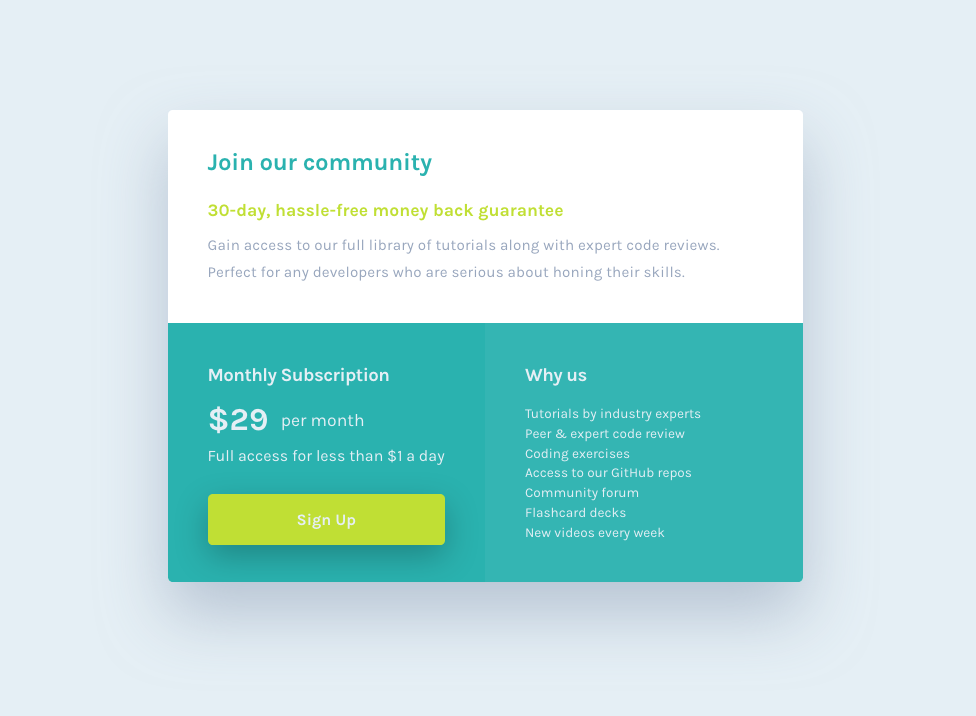 Join our community
30-day, hassle-free money back guarantee
Gain access to our full library of tutorials along with expert code reviews.
Perfect for any developers who are serious about honing their skills.
Monthly Subscription
$29 per month
Full access for less than $1 a day
Sign Up
Why us
Tutorials by industry experts
Peer & expert code review
Coding exercises
Access to our GitHub repos
Community forum
Flashcard decks
New videos every week